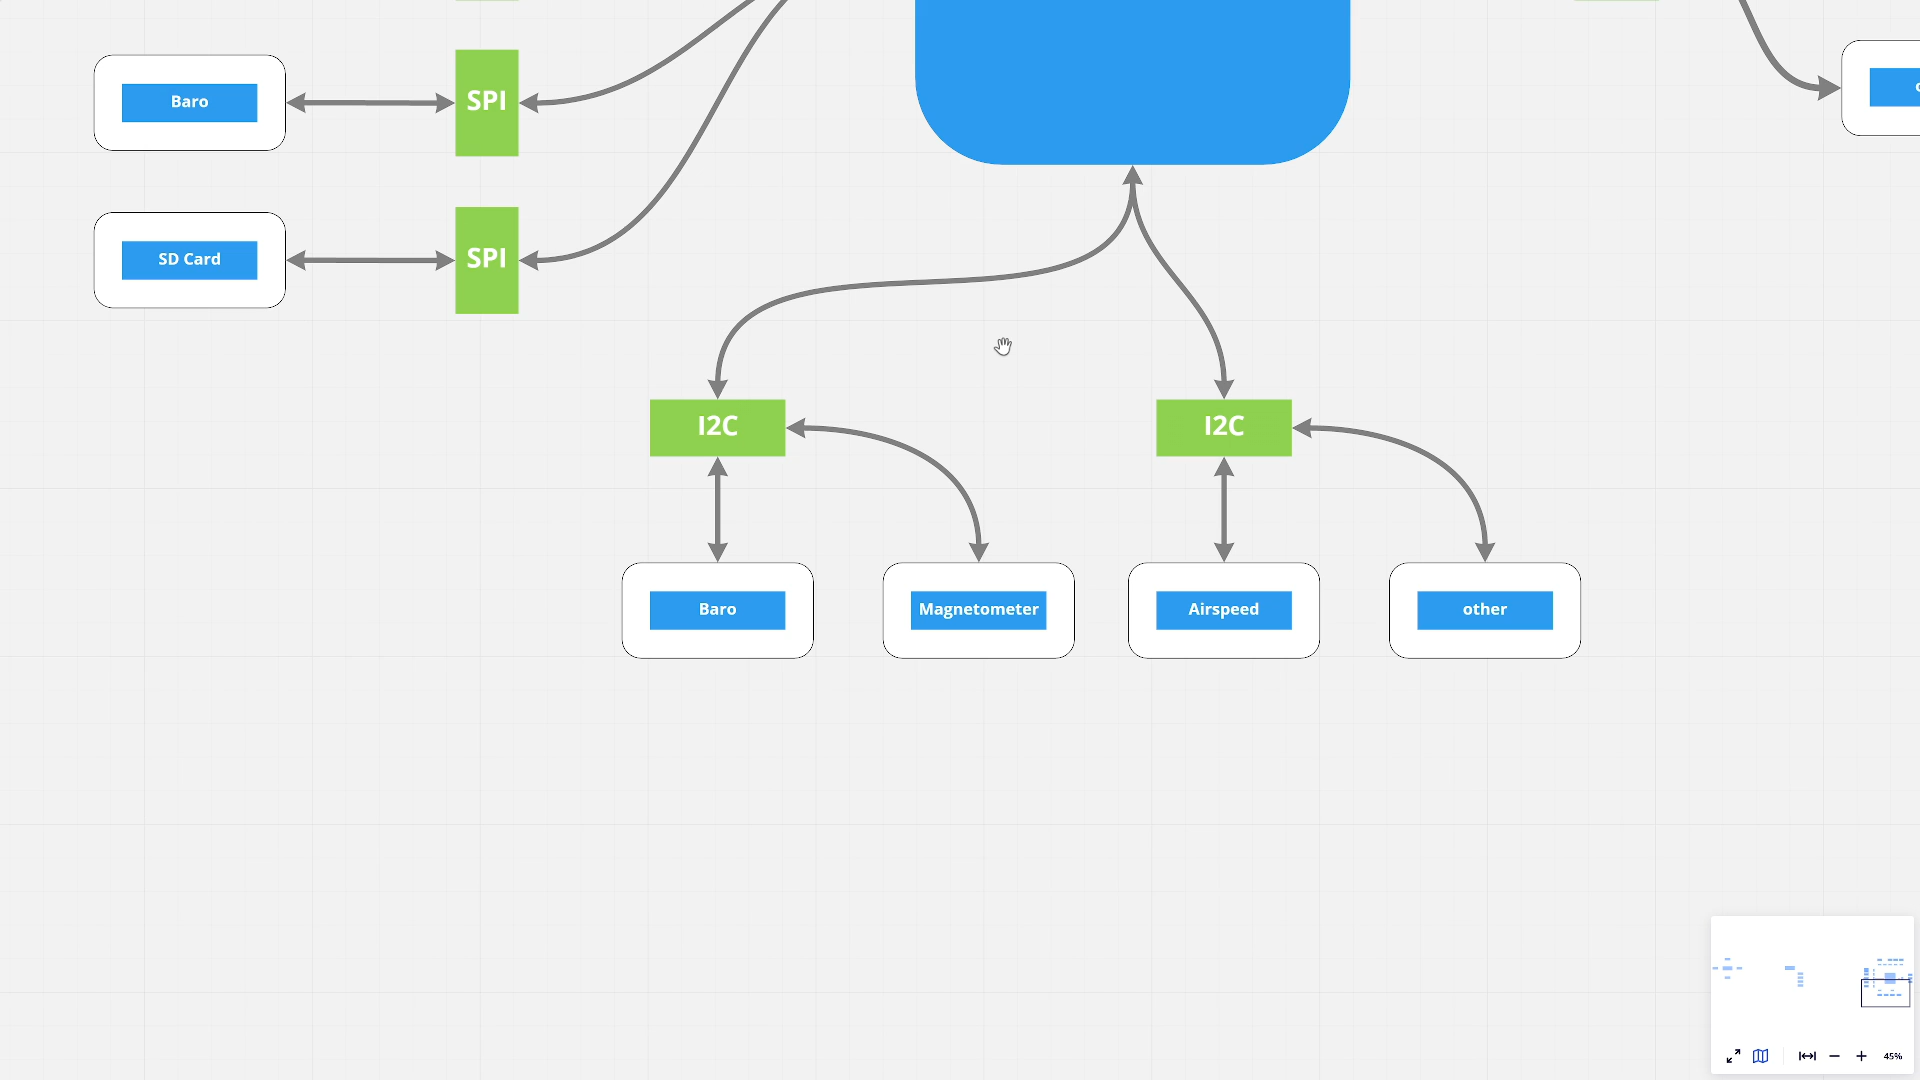 Baro
SPI
SD Card
SPI
I2C
I2C
Baro
Magnetometer
Airspeed
other
45%